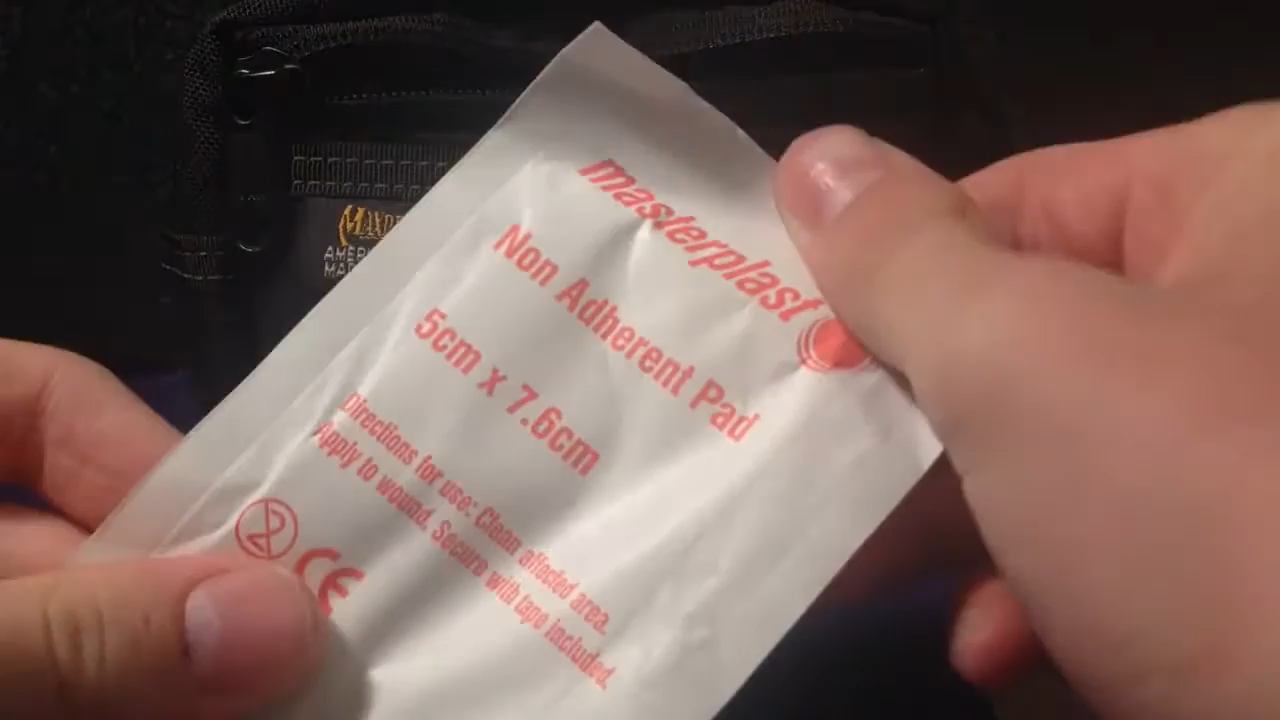 masterplast
Non Adherent Pad
5cm x 7.6cm
Directions for use: Clean affected area.
Apply to wound. Secure with tape included.
2
CE